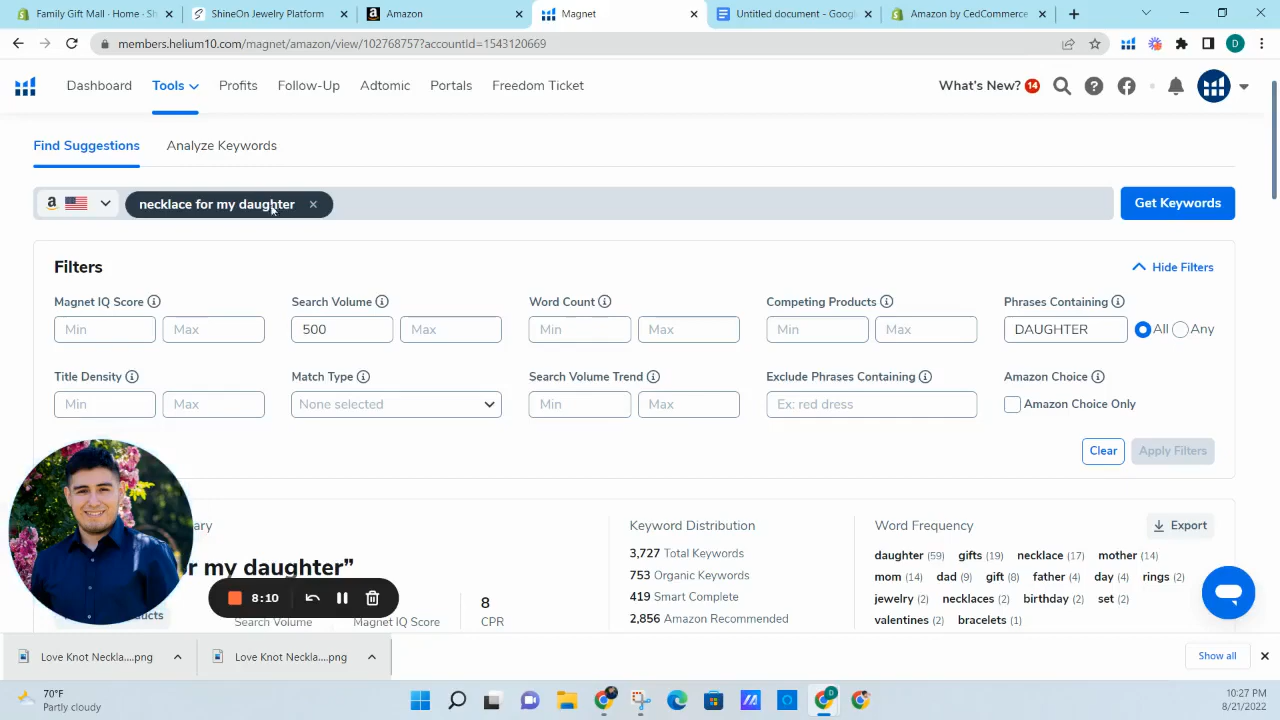 Family Gift Mall · Home · Sh
ShineOn Jewelry Platform
Amazon
Magnet
Untitled document - Google
Amazon by CedCommerce
members.helium10.com/magnet/amazon/view/102768757?accountId=1543120669
D
Dashboard Tools Profits Follow-Up Adtomic Portals Freedom Ticket What's New? 14
Find Suggestions Analyze Keywords
a necklace for my daughter × Get Keywords
Filters Hide Filters
Magnet IQ Score Search Volume Word Count Competing Products Phrases Containing
Min Max 500 Max Min Max Min Max DAUGHTER All Any
Title Density Match Type Search Volume Trend Exclude Phrases Containing Amazon Choice
Min Max None selected Min Max Ex: red dress Amazon Choice Only
Clear Apply Filters
ary Keyword Distribution Word Frequency Export
3,727 Total Keywords daughter (59) gifts (19) necklace (17) mother (14)
r my daughter” 753 Organic Keywords mom (14) dad (9) gift (8) father (4) day (4) rings (2)
8:10 8 419 Smart Complete jewelry (2) necklaces (2) birthday (2) set (2)
cts Search Volume Magnet IQ Score CPR 2,856 Amazon Recommended valentines (2) bracelets (1)
Love Knot Neckla....png Love Knot Neckla....png Show all
70°F
Partly cloudy
10:27 PM
8/21/2022